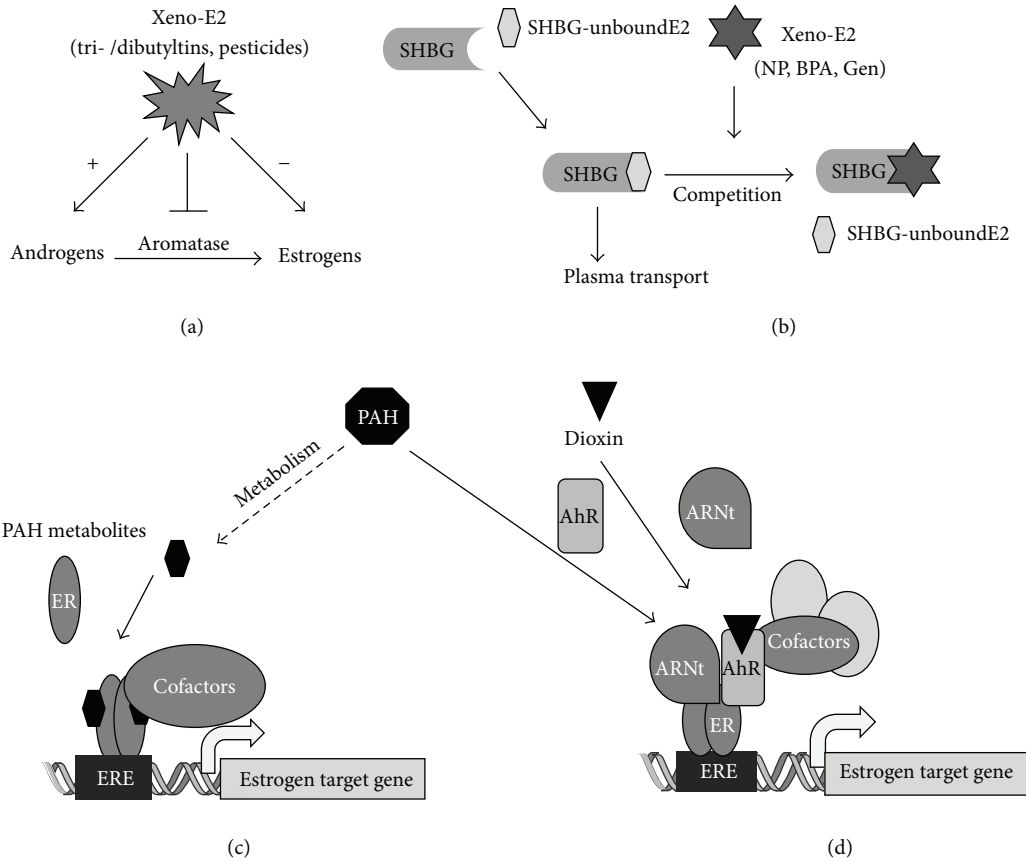 Xeno-E2
(tri- /dibutyltins, pesticides)
+
−
Androgens
Aromatase
Estrogens
(a)
SHBG
SHBG-unboundE2
Xeno-E2
(NP, BPA, Gen)
SHBG
Competition
SHBG
SHBG-unboundE2
Plasma transport
(b)
PAH
Metabolism
PAH metabolites
ER
Cofactors
ERE
Estrogen target gene
(c)
Dioxin
AhR
ARNt
ARNt
AhR
Cofactors
ER
ERE
Estrogen target gene
(d)